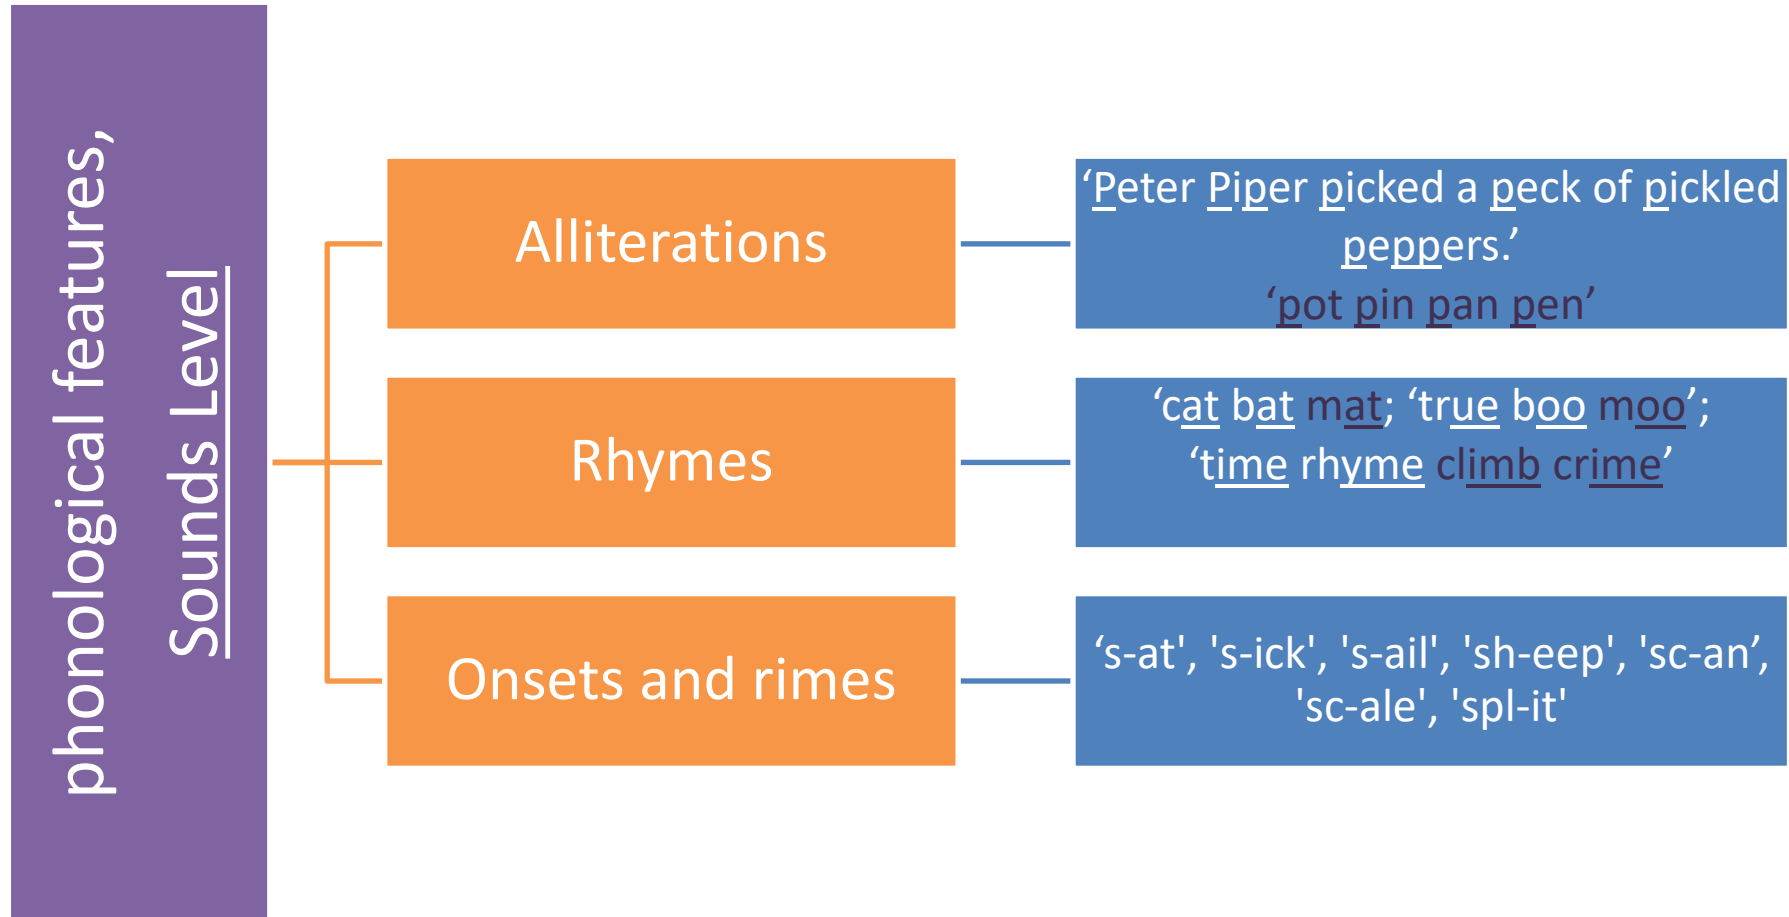 phonological features,
Sounds Level
Alliterations
‘Peter Piper picked a peck of pickled
peppers.’
‘pot pin pan pen’
Rhymes
‘cat bat mat; ‘true boo moo’;
‘time rhyme climb crime’
Onsets and rimes
‘s-at', 's-ick', 's-ail', 'sh-eep', 'sc-an’,
'sc-ale', 'spl-it'